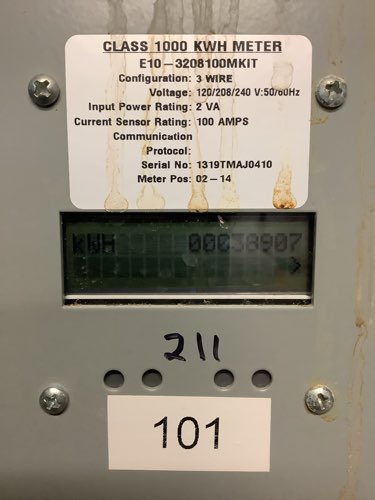 CLASS 1000 KWH METER
E10-3208100MKIT
Configuration: 3 WIRE
Voltage: 120/208/240 V:50/60Hz
Input Power Rating: 2 VA
Current Sensor Rating: 100 AMPS
Communication
Protocol:
Serial No: 1319TMAJ0410
Meter Pos: 02-14
KWH 00038907
>
211
101